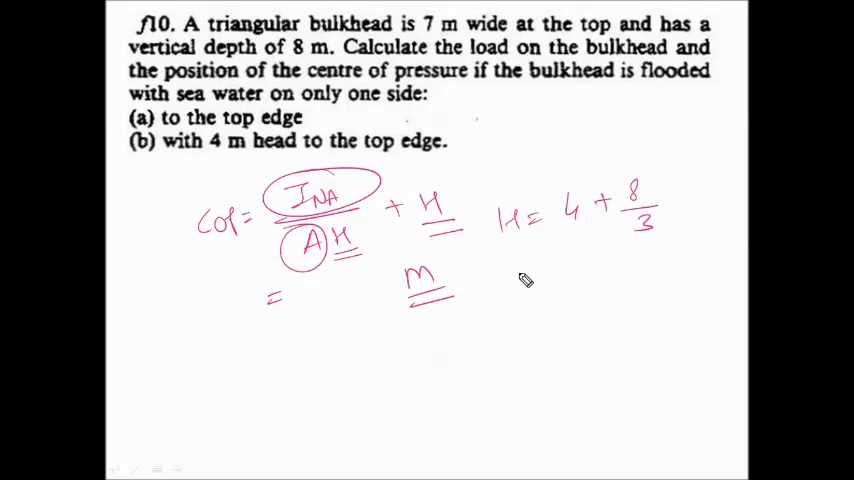 f10. A triangular bulkhead is 7 m wide at the top and has a
vertical depth of 8 m. Calculate the load on the bulkhead and
the position of the centre of pressure if the bulkhead is flooded
with sea water on only one side:
(a) to the top edge
(b) with 4 m head to the top edge.
COP = INA / AH + H H = 4 + 8/3
= M